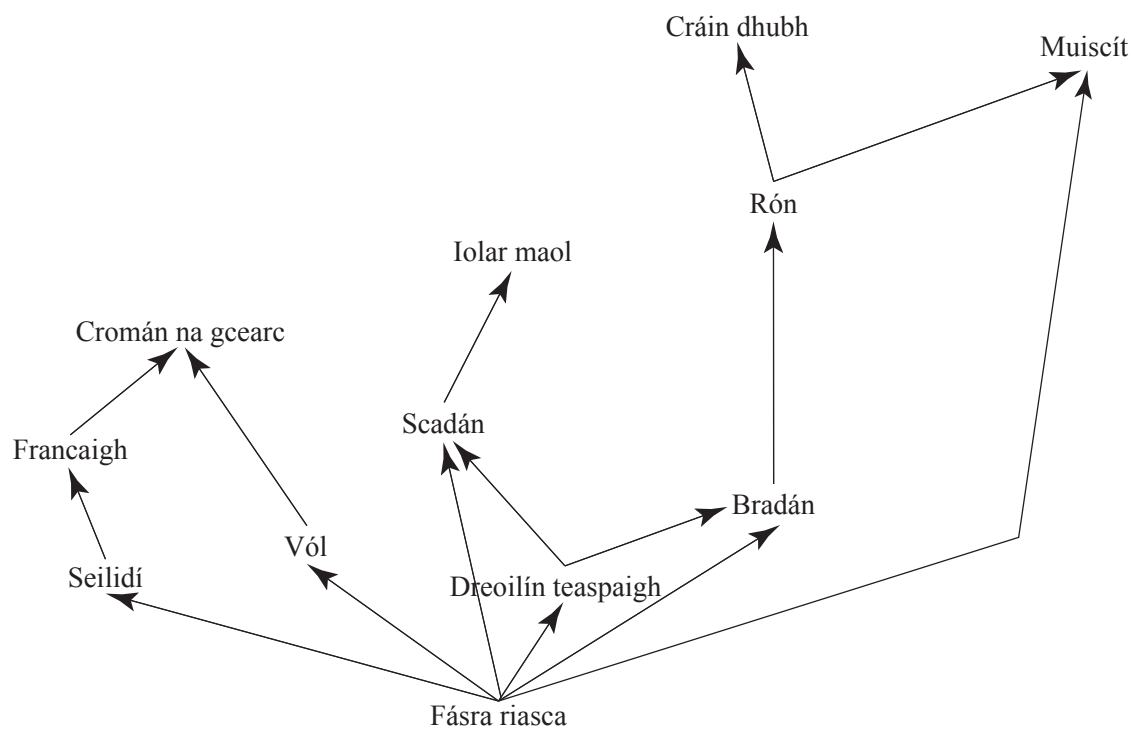 Cráin dhubh
Muiscít
Rón
Iolar maol
Cromán na gcearc
Scadán
Francaigh
Bradán
Vól
Seilidí
Dreoilín teaspaigh
Fásra riasca